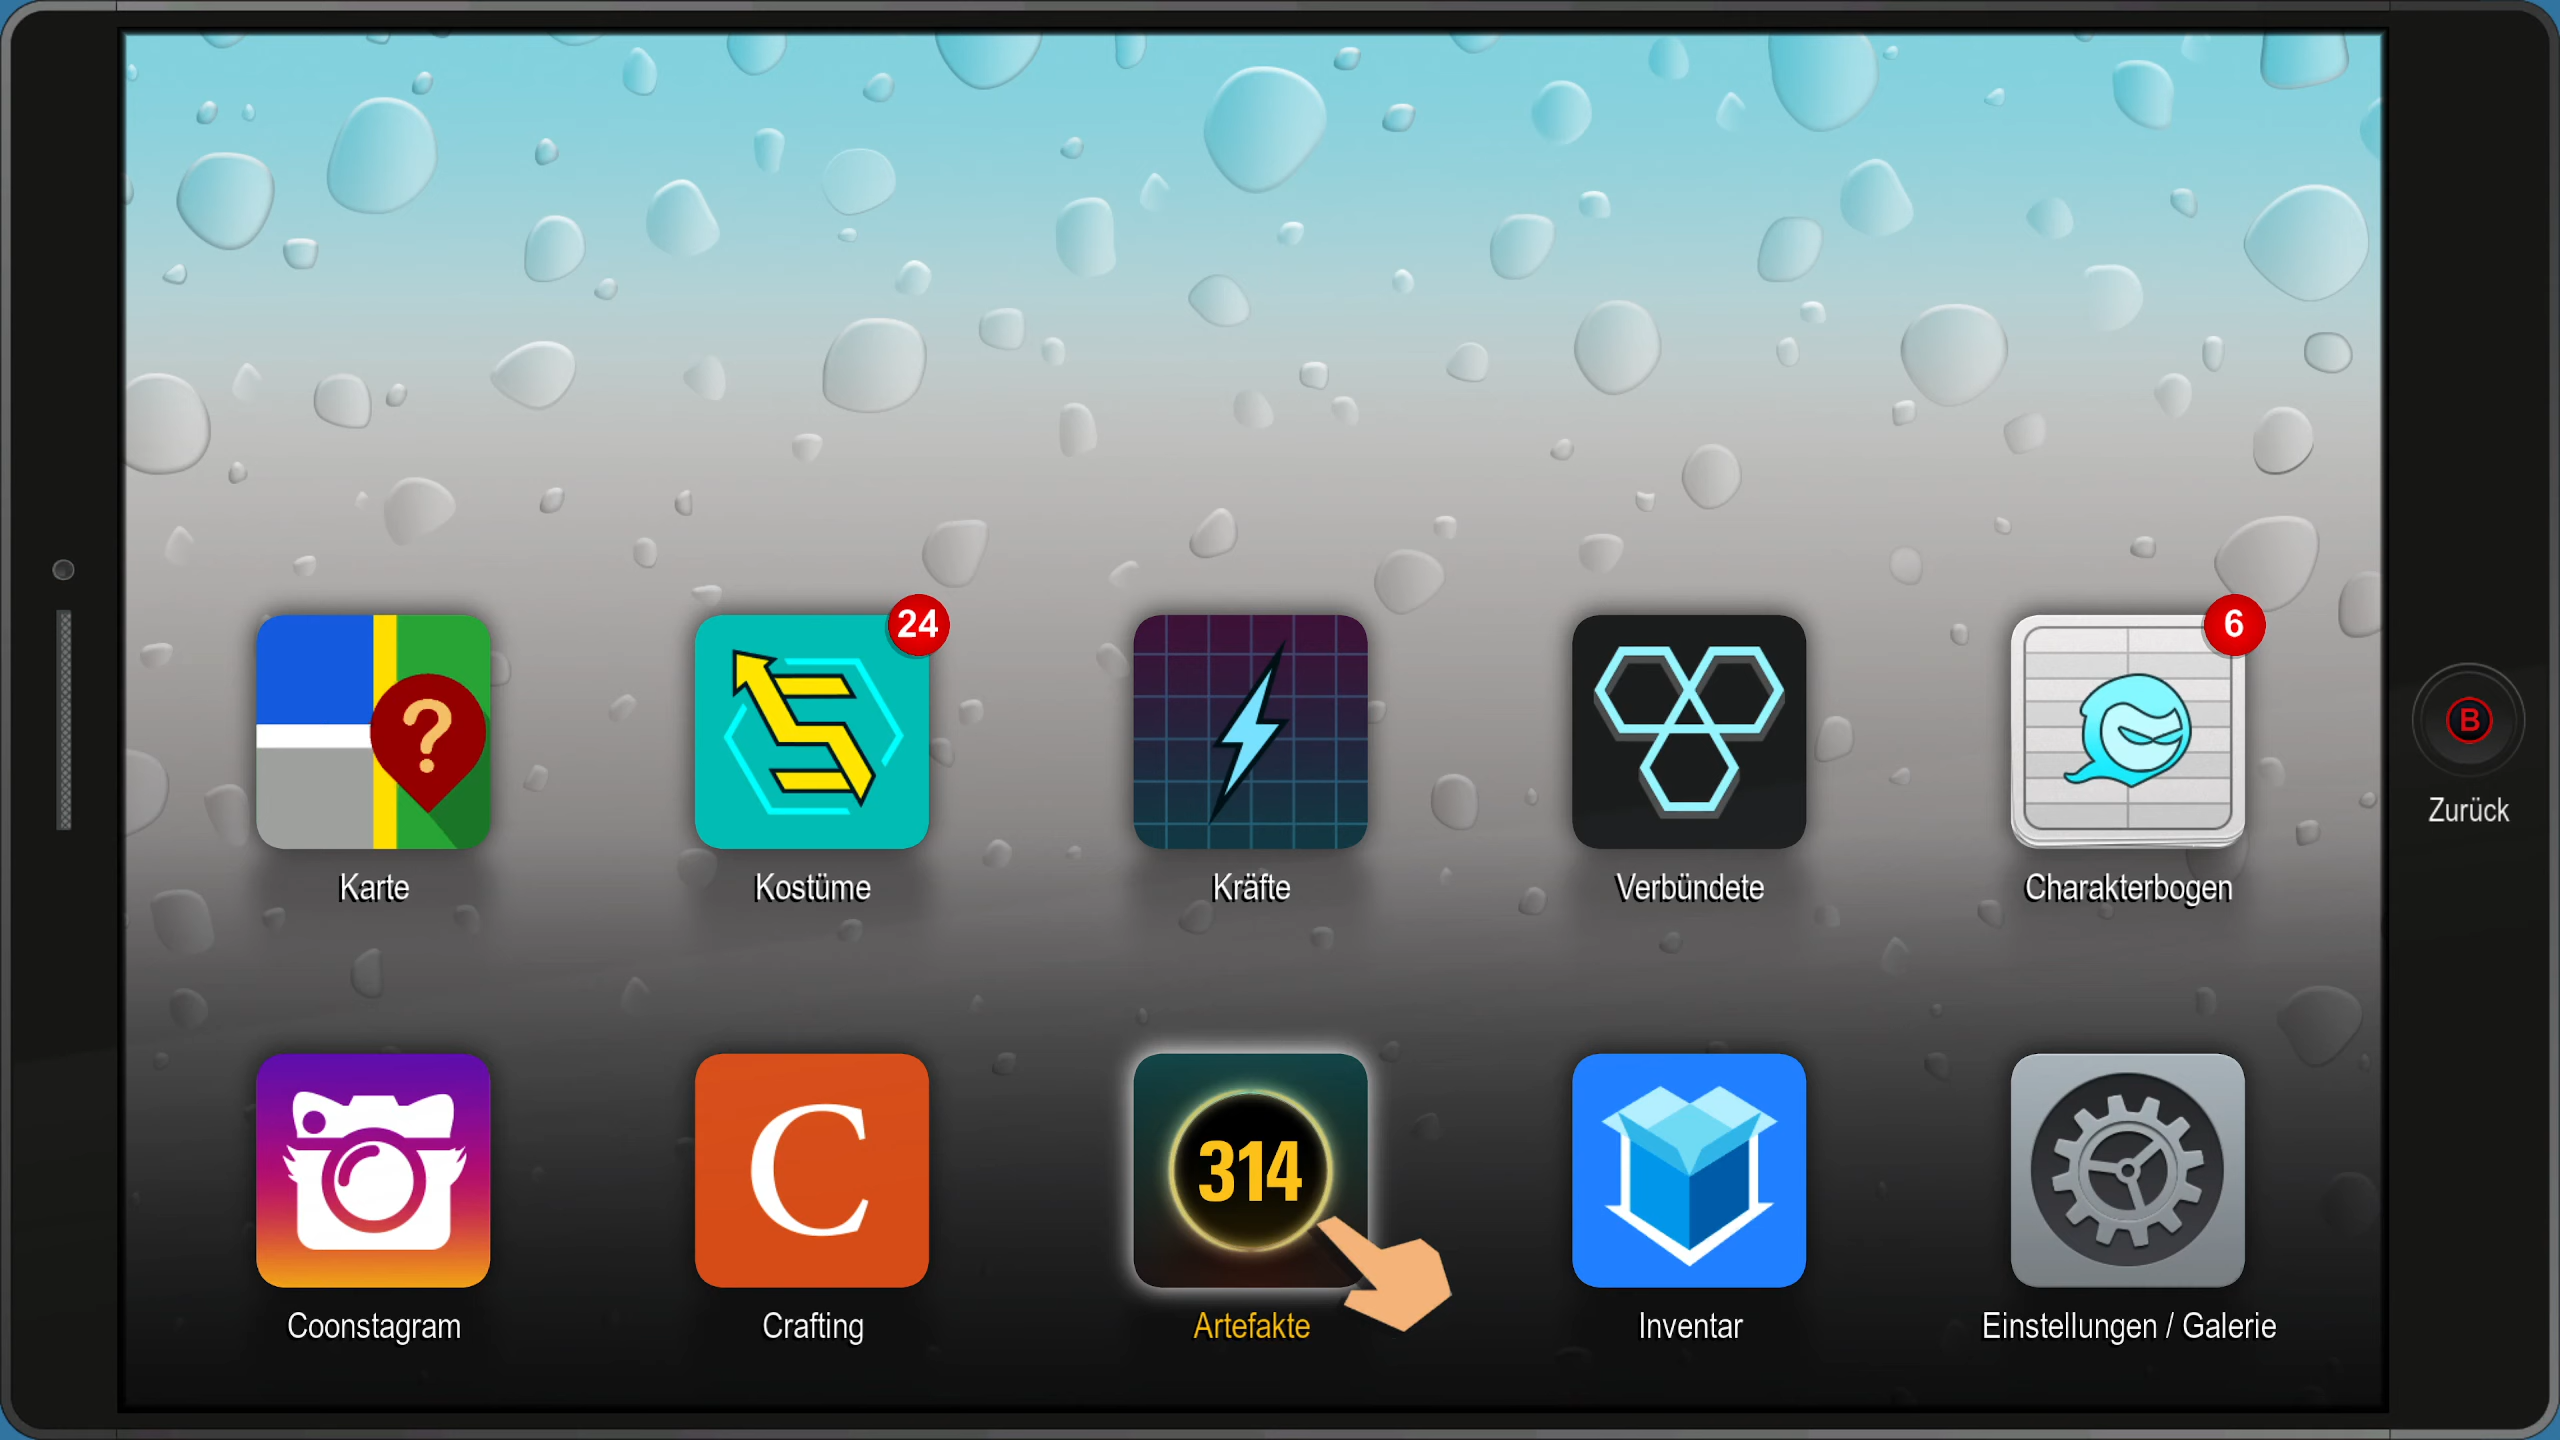 24
6
?
B
Zurück
Karte
Kostüme
Kräfte
Verbündete
Charakterbogen
C
314
Coonstagram
Crafting
Artefakte
Inventar
Einstellungen / Galerie